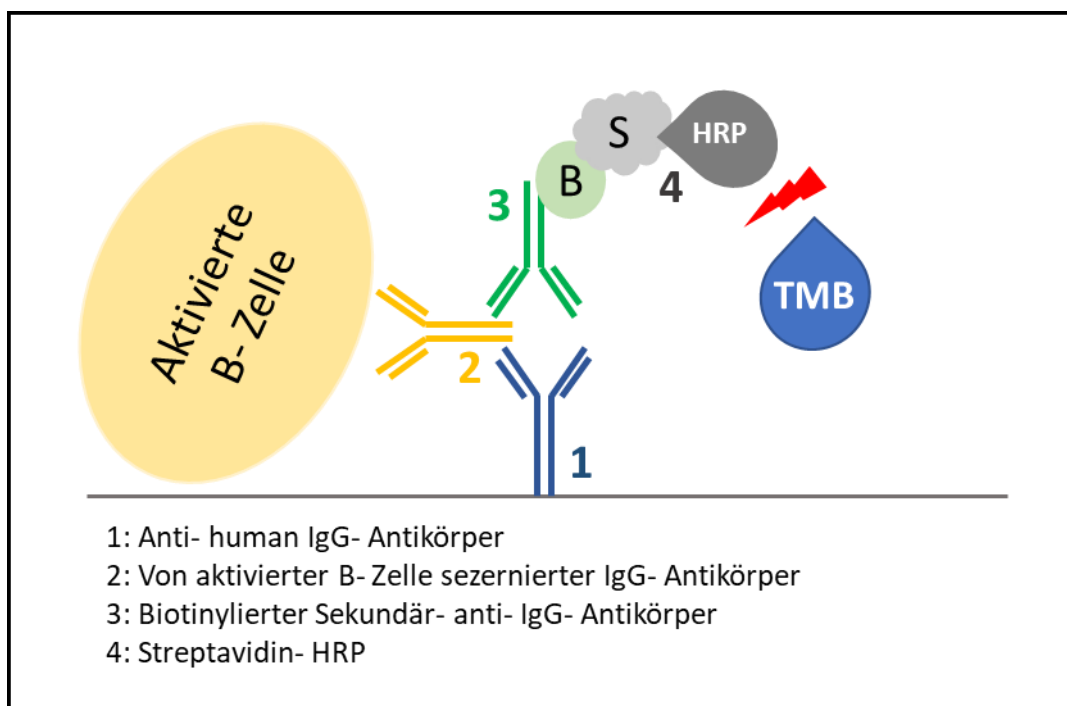 Aktivierte
B- Zelle
S
HRP
B
4
3
TMB
2
1
1: Anti- human IgG- Antikörper
2: Von aktivierter B- Zelle sezernierter IgG- Antikörper
3: Biotinylierter Sekundär- anti- IgG- Antikörper
4: Streptavidin- HRP